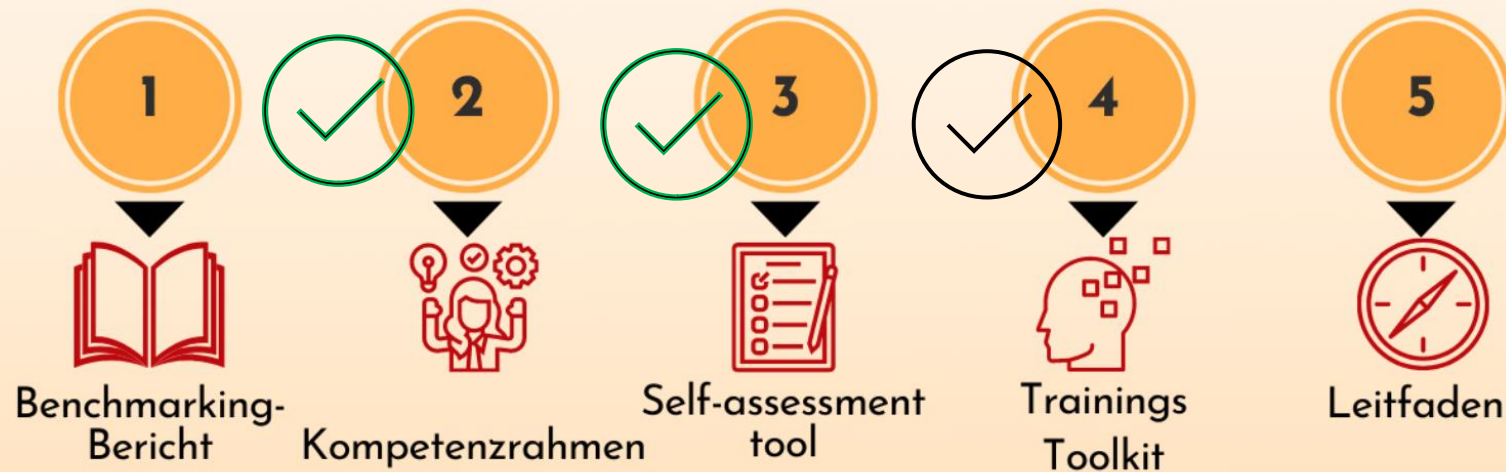 1
2
3
4
5
Benchmarking-
Bericht
Kompetenzrahmen
Self-assessment
tool
Trainings
Toolkit
Leitfaden